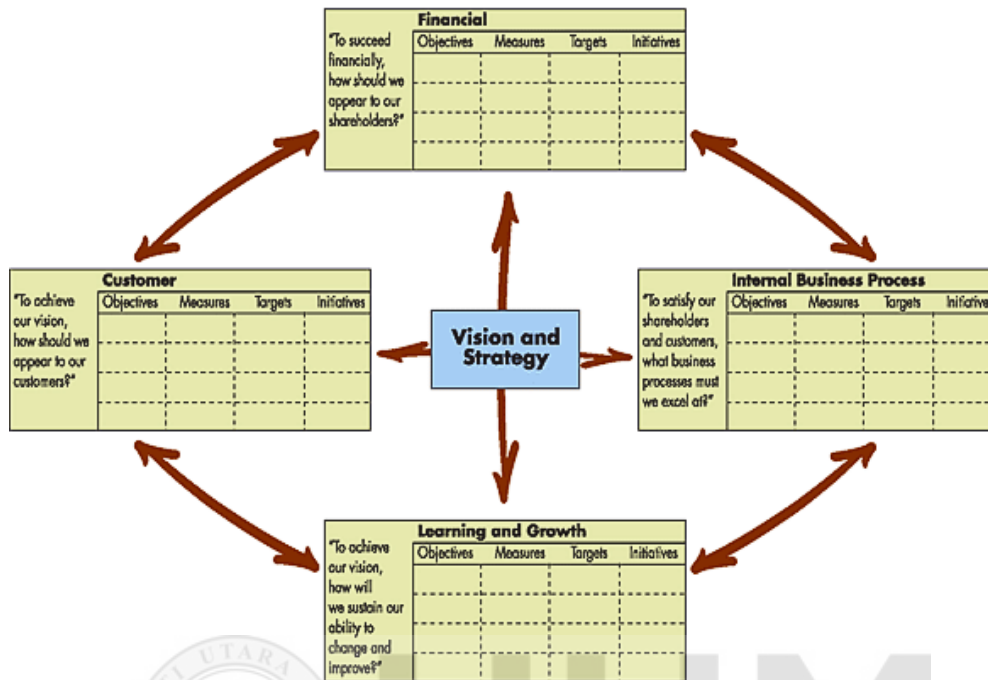 Financial
"To succeed
financially,
how should we
appear to our
shareholders?"
Objectives Measures Targets Initiatives
Customer
"To achieve
our vision,
how should we
appear to our
customers?"
Objectives Measures Targets Initiatives
Vision and
Strategy
Internal Business Process
"To satisfy our
shareholders
and customers,
what business
processes must
we excel at?"
Objectives Measures Targets Initiative
Learning and Growth
"To achieve
our vision,
how will
we sustain our
ability to
change and
improve?"
Objectives Measures Targets Initiatives
UTARA